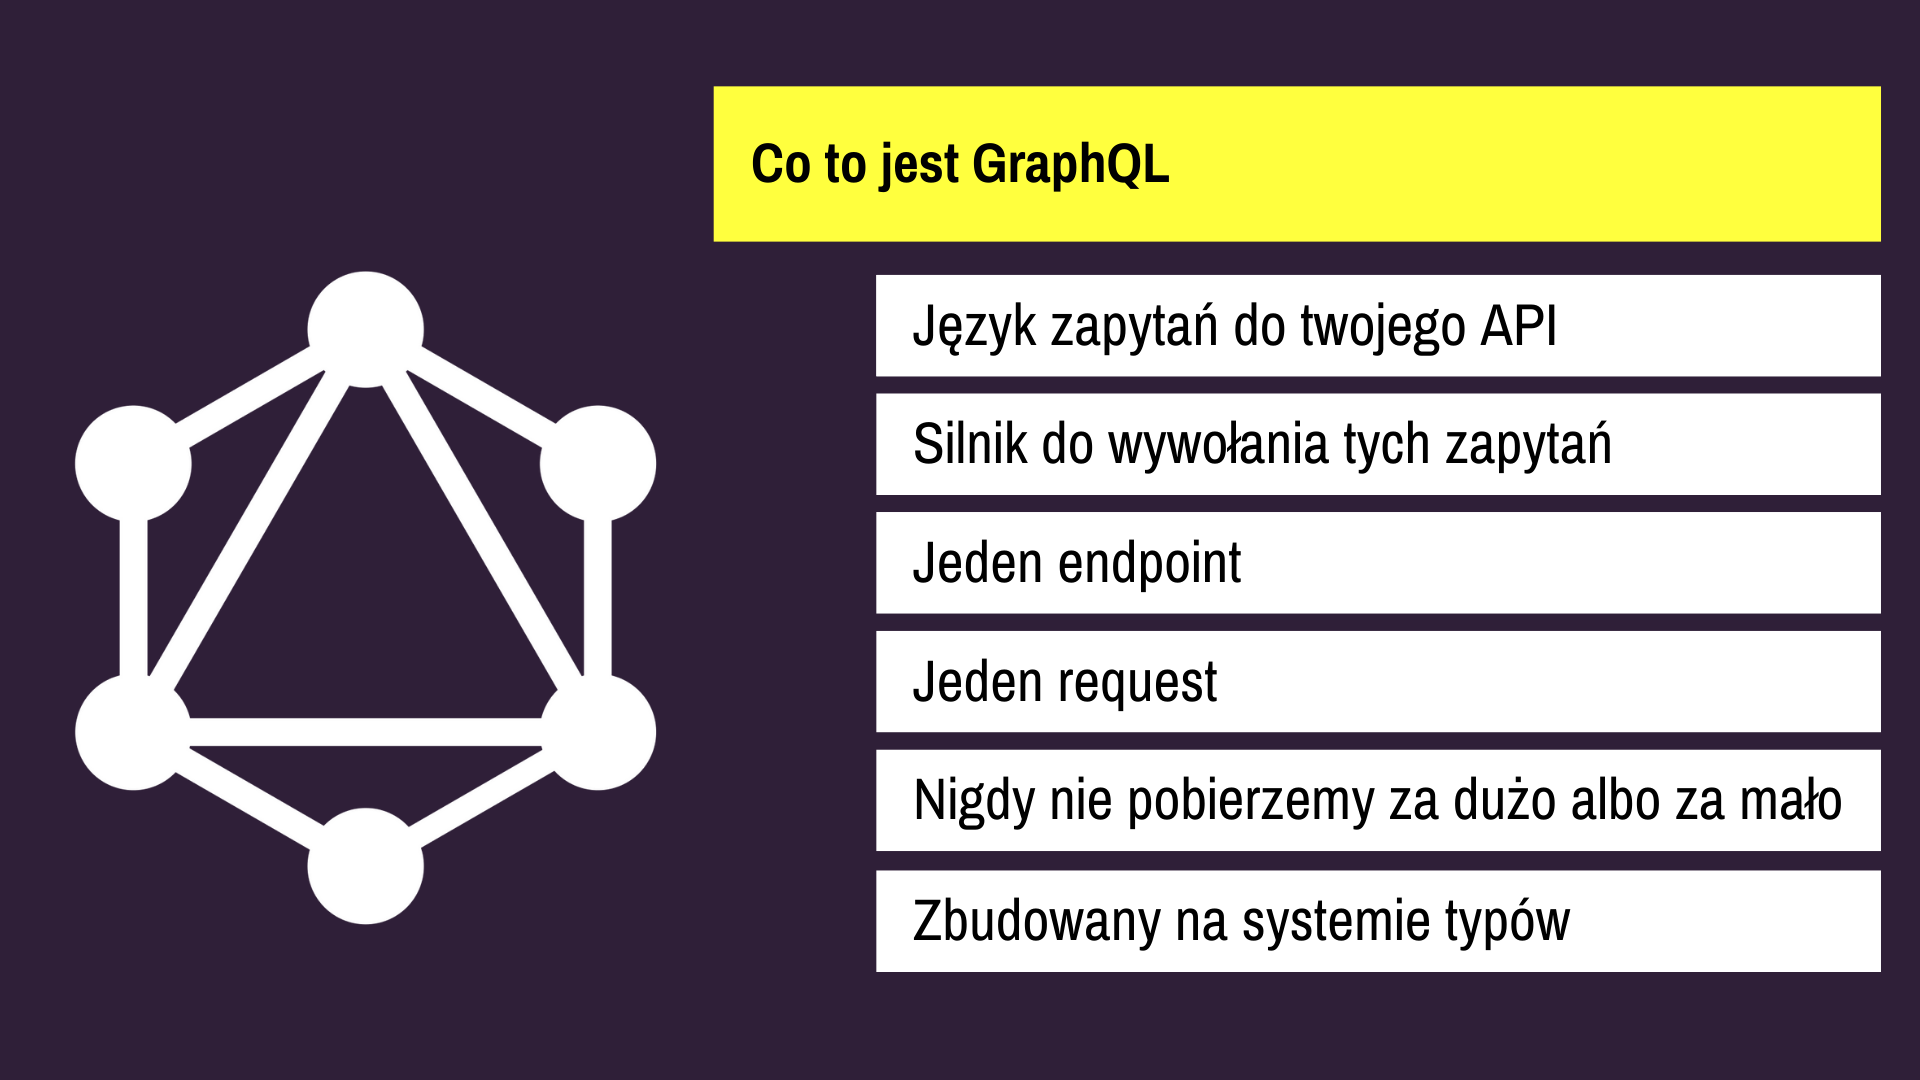 Co to jest GraphQL
Język zapytań do twojego API
Silnik do wywołania tych zapytań
Jeden endpoint
Jeden request
Nigdy nie pobierzemy za dużo albo za mało
Zbudowany na systemie typów